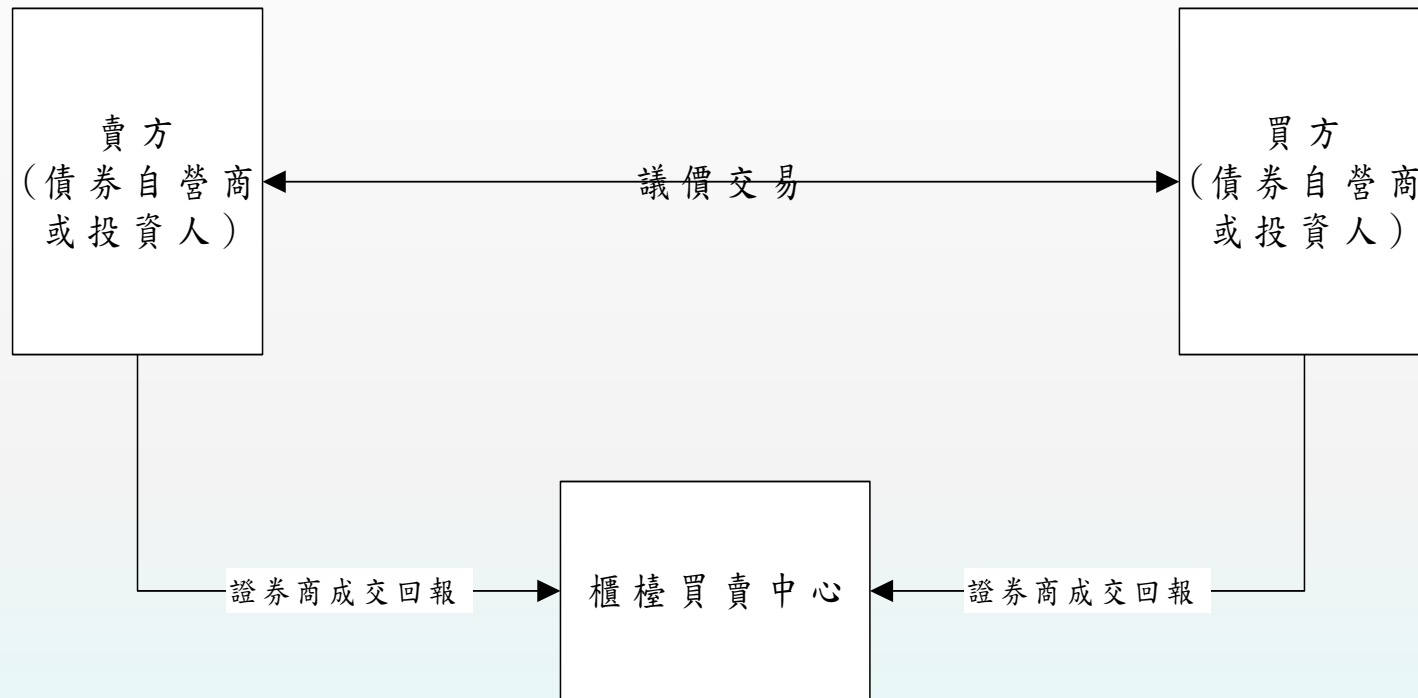 賣方
(債券自營商
或投資人)
議價交易
買方
(債券自營商
或投資人)
證券商成交回報
櫃檯買賣中心
證券商成交回報